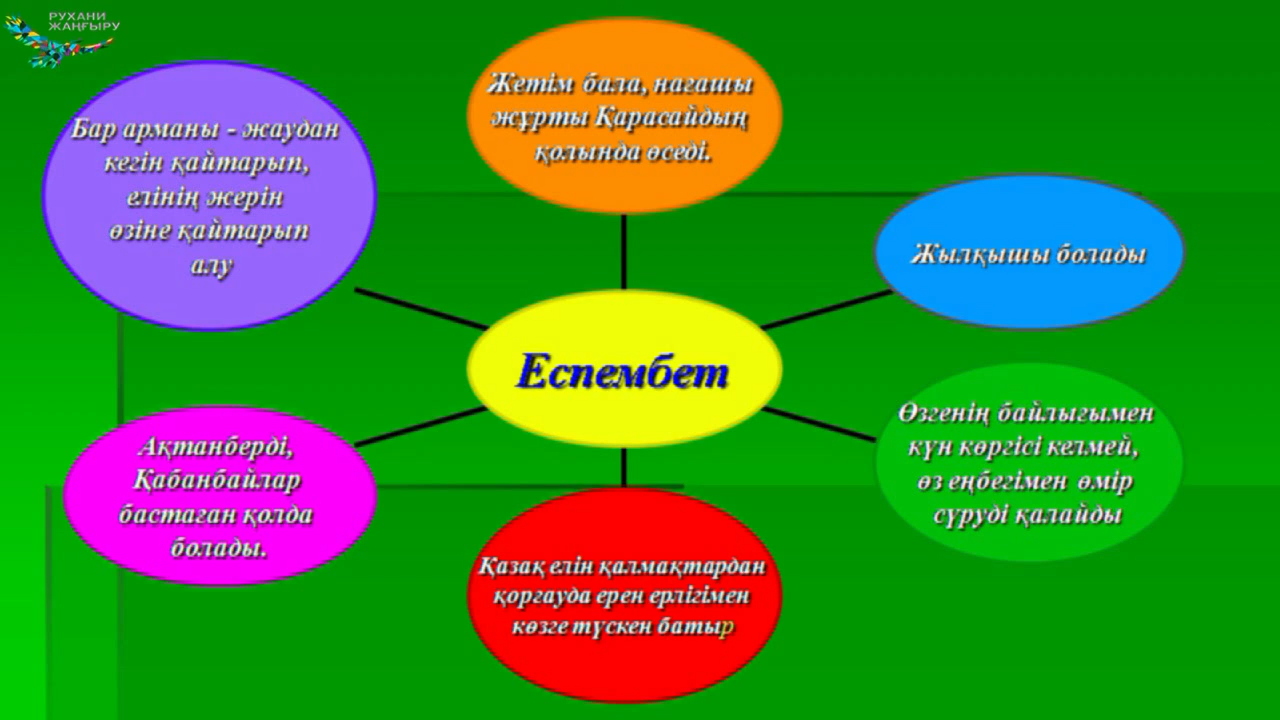 РУХАНИ
ЖАҢҒЫРУ
Жетім бала, нағашы
жұрты Қарасайдың
қолында өседі.
Бар арманы - жаудан
кегін қайтарып,
елінің жерін
өзіне қайтарып
алу
Жылқышы болады
Еспембет
Өзгенің байлығымен
күн көргісі келмей,
өз еңбегімен өмір
сүруді қалайды
Ақтанберді,
Қабанбайлар
бастаған қолда
болады.
Қазақ елін қалмақтардан
қорғауда ерен ерлігімен
көзге түскен батыр